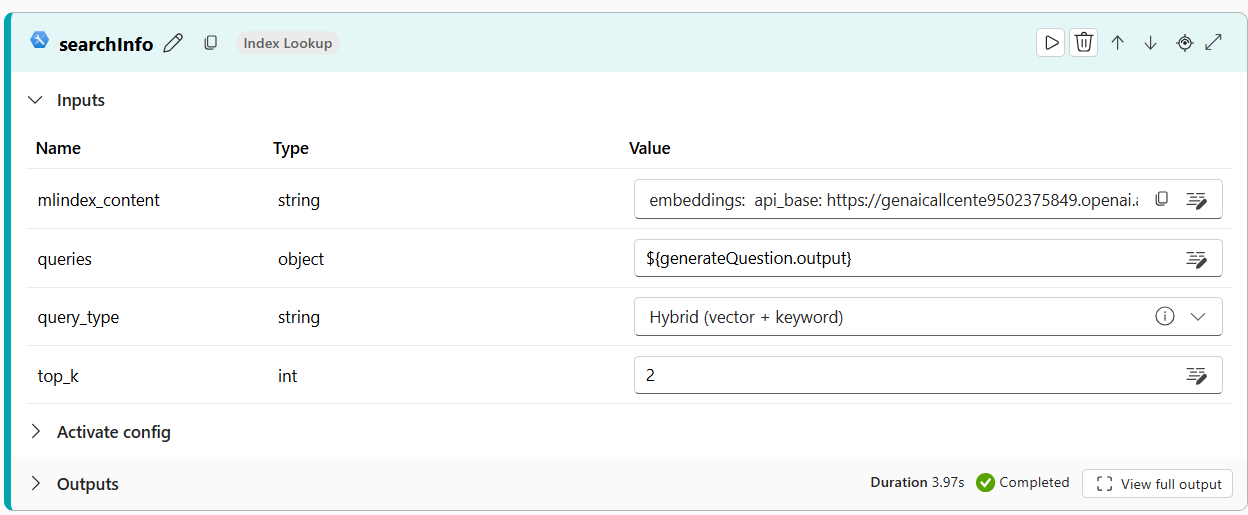 searchInfo Index Lookup
Inputs
Name Type Value
mlindex_content string embeddings: api_base: https://genaicallcente9502375849.openai.a
queries object ${generateQuestion.output}
query_type string Hybrid (vector + keyword)
top_k int 2
Activate config
Outputs Duration 3.97s Completed View full output